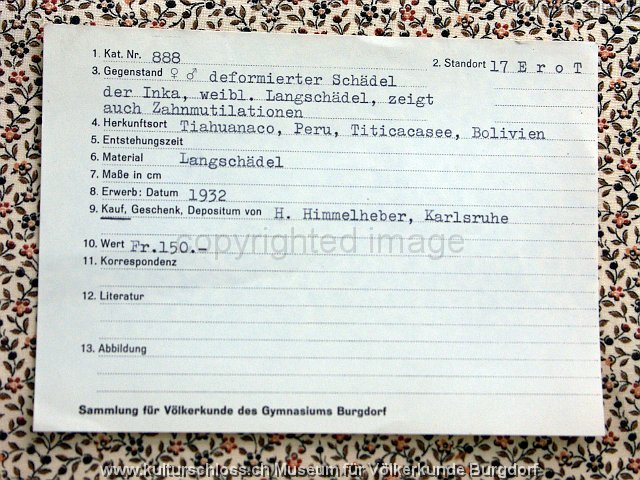 1. Kat. Nr. 888 2. Standort 17 E r o T
3. Gegenstand ♀ ♂ deformierter Schädel
der Inka, weibl. Langschädel, zeigt
auch Zahnmutilationen
4. Herkunftsort Tiahuanaco, Peru, Titicacasee, Bolivien
5. Entstehungszeit
6. Material Langschädel
7. Maße in cm
8. Erwerb: Datum 1932
9. Kauf, Geschenk, Depositum von H. Himmelheber, Karlsruhe
copyrighted image
10. Wert Fr.150.-
11. Korrespondenz
12. Literatur
13. Abbildung
Sammlung für Völkerkunde des Gymnasiums Burgdorf
www.kulturschloss.ch Museum für Völkerkunde Burgdorf